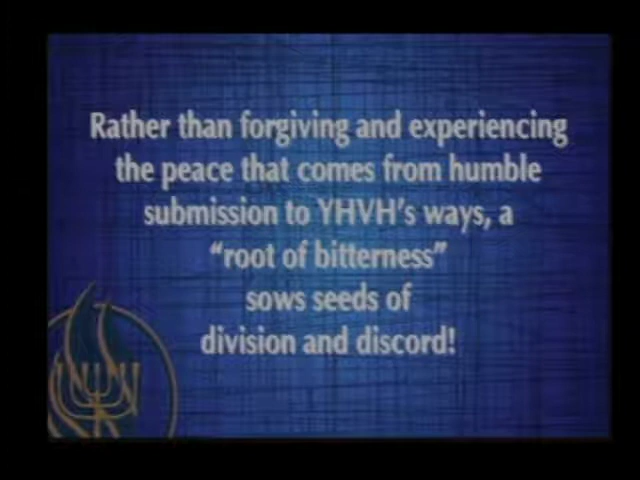 Rather than forgiving and experiencing
the peace that comes from humble
submission to YHVH's ways, a
“root of bitterness”
sows seeds of
division and discord!